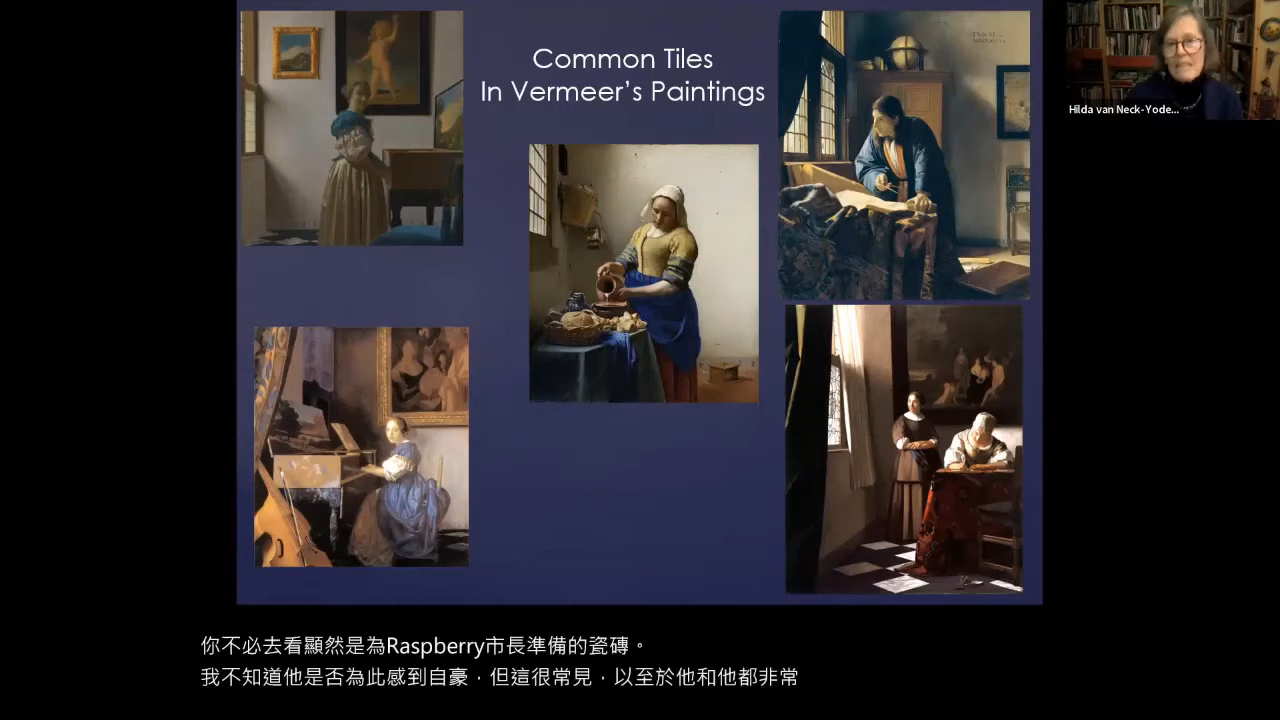 Common Tiles
In Vermeer's Paintings
Hilda van Neck-Yode...
你不必去看顯然是為Raspberry市長準備的瓷磚。
我不知道他是否為此感到自豪，但這很常見，以至於他和他都非常